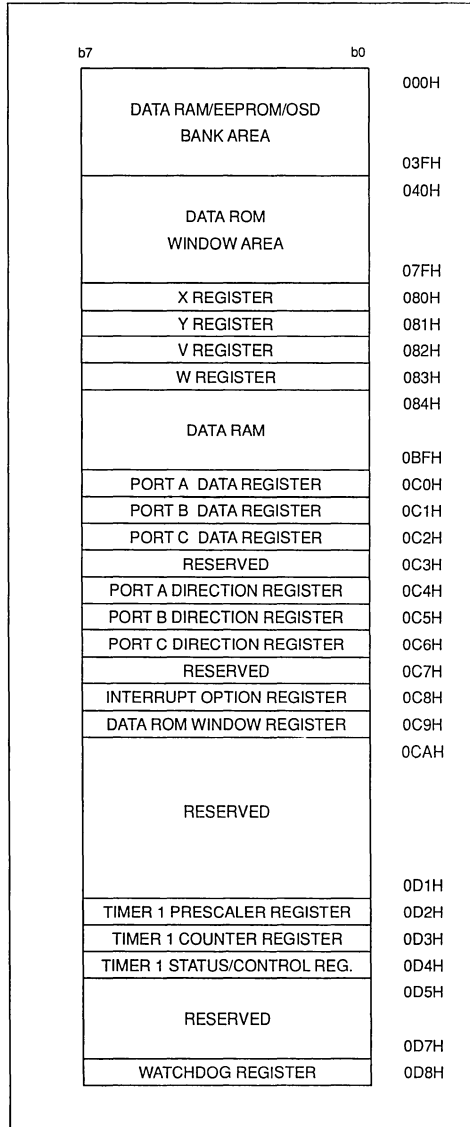 b7 b0
000H
DATA RAM/EEPROM/OSD
BANK AREA
03FH
040H
DATA ROM
WINDOW AREA
07FH
X REGISTER 080H
Y REGISTER 081H
V REGISTER 082H
W REGISTER 083H
084H
DATA RAM
0BFH
PORT A DATA REGISTER 0C0H
PORT B DATA REGISTER 0C1H
PORT C DATA REGISTER 0C2H
RESERVED 0C3H
PORT A DIRECTION REGISTER 0C4H
PORT B DIRECTION REGISTER 0C5H
PORT C DIRECTION REGISTER 0C6H
RESERVED 0C7H
INTERRUPT OPTION REGISTER 0C8H
DATA ROM WINDOW REGISTER 0C9H
0CAH
RESERVED
0D1H
TIMER 1 PRESCALER REGISTER 0D2H
TIMER 1 COUNTER REGISTER 0D3H
TIMER 1 STATUS/CONTROL REG. 0D4H
0D5H
RESERVED
0D7H
WATCHDOG REGISTER 0D8H